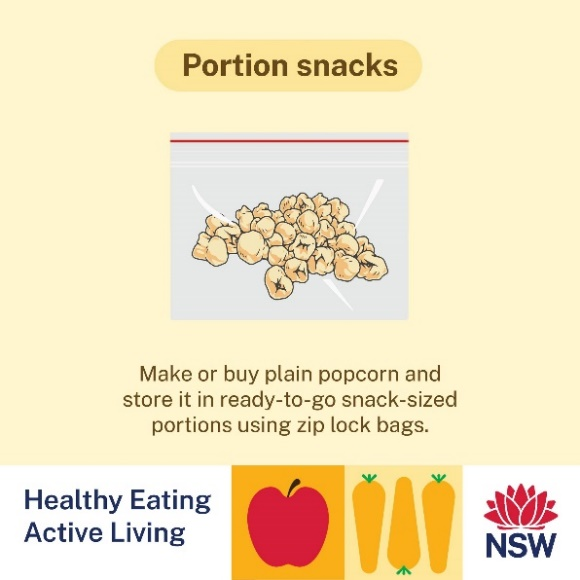 Portion snacks
Make or buy plain popcorn and
store it in ready-to-go snack-sized
portions using zip lock bags.
Healthy Eating
Active Living
NSW